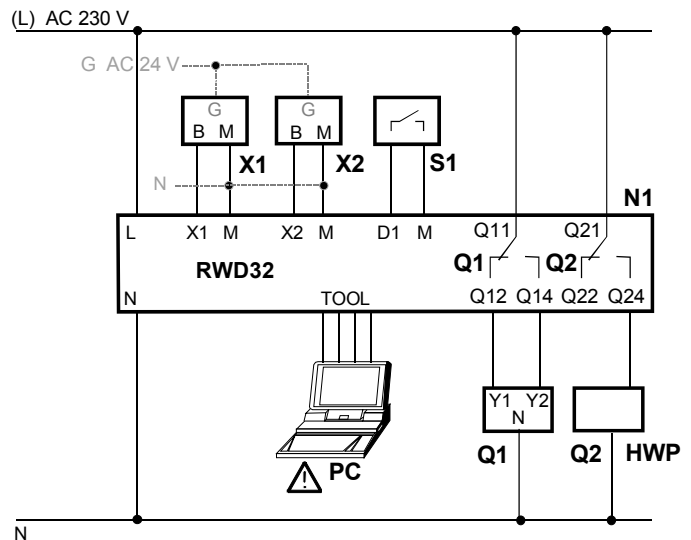 (L) AC 230 V
G AC 24 V
G G
B M B M
X1 X2 S1
N
N1
L X1 M X2 M D1 M Q11 Q21
RWD32 Q1 Q2
N TOOL Q12 Q14 Q22 Q24
Y1 Y2
N
Q1 Q2 HWP
PC
N